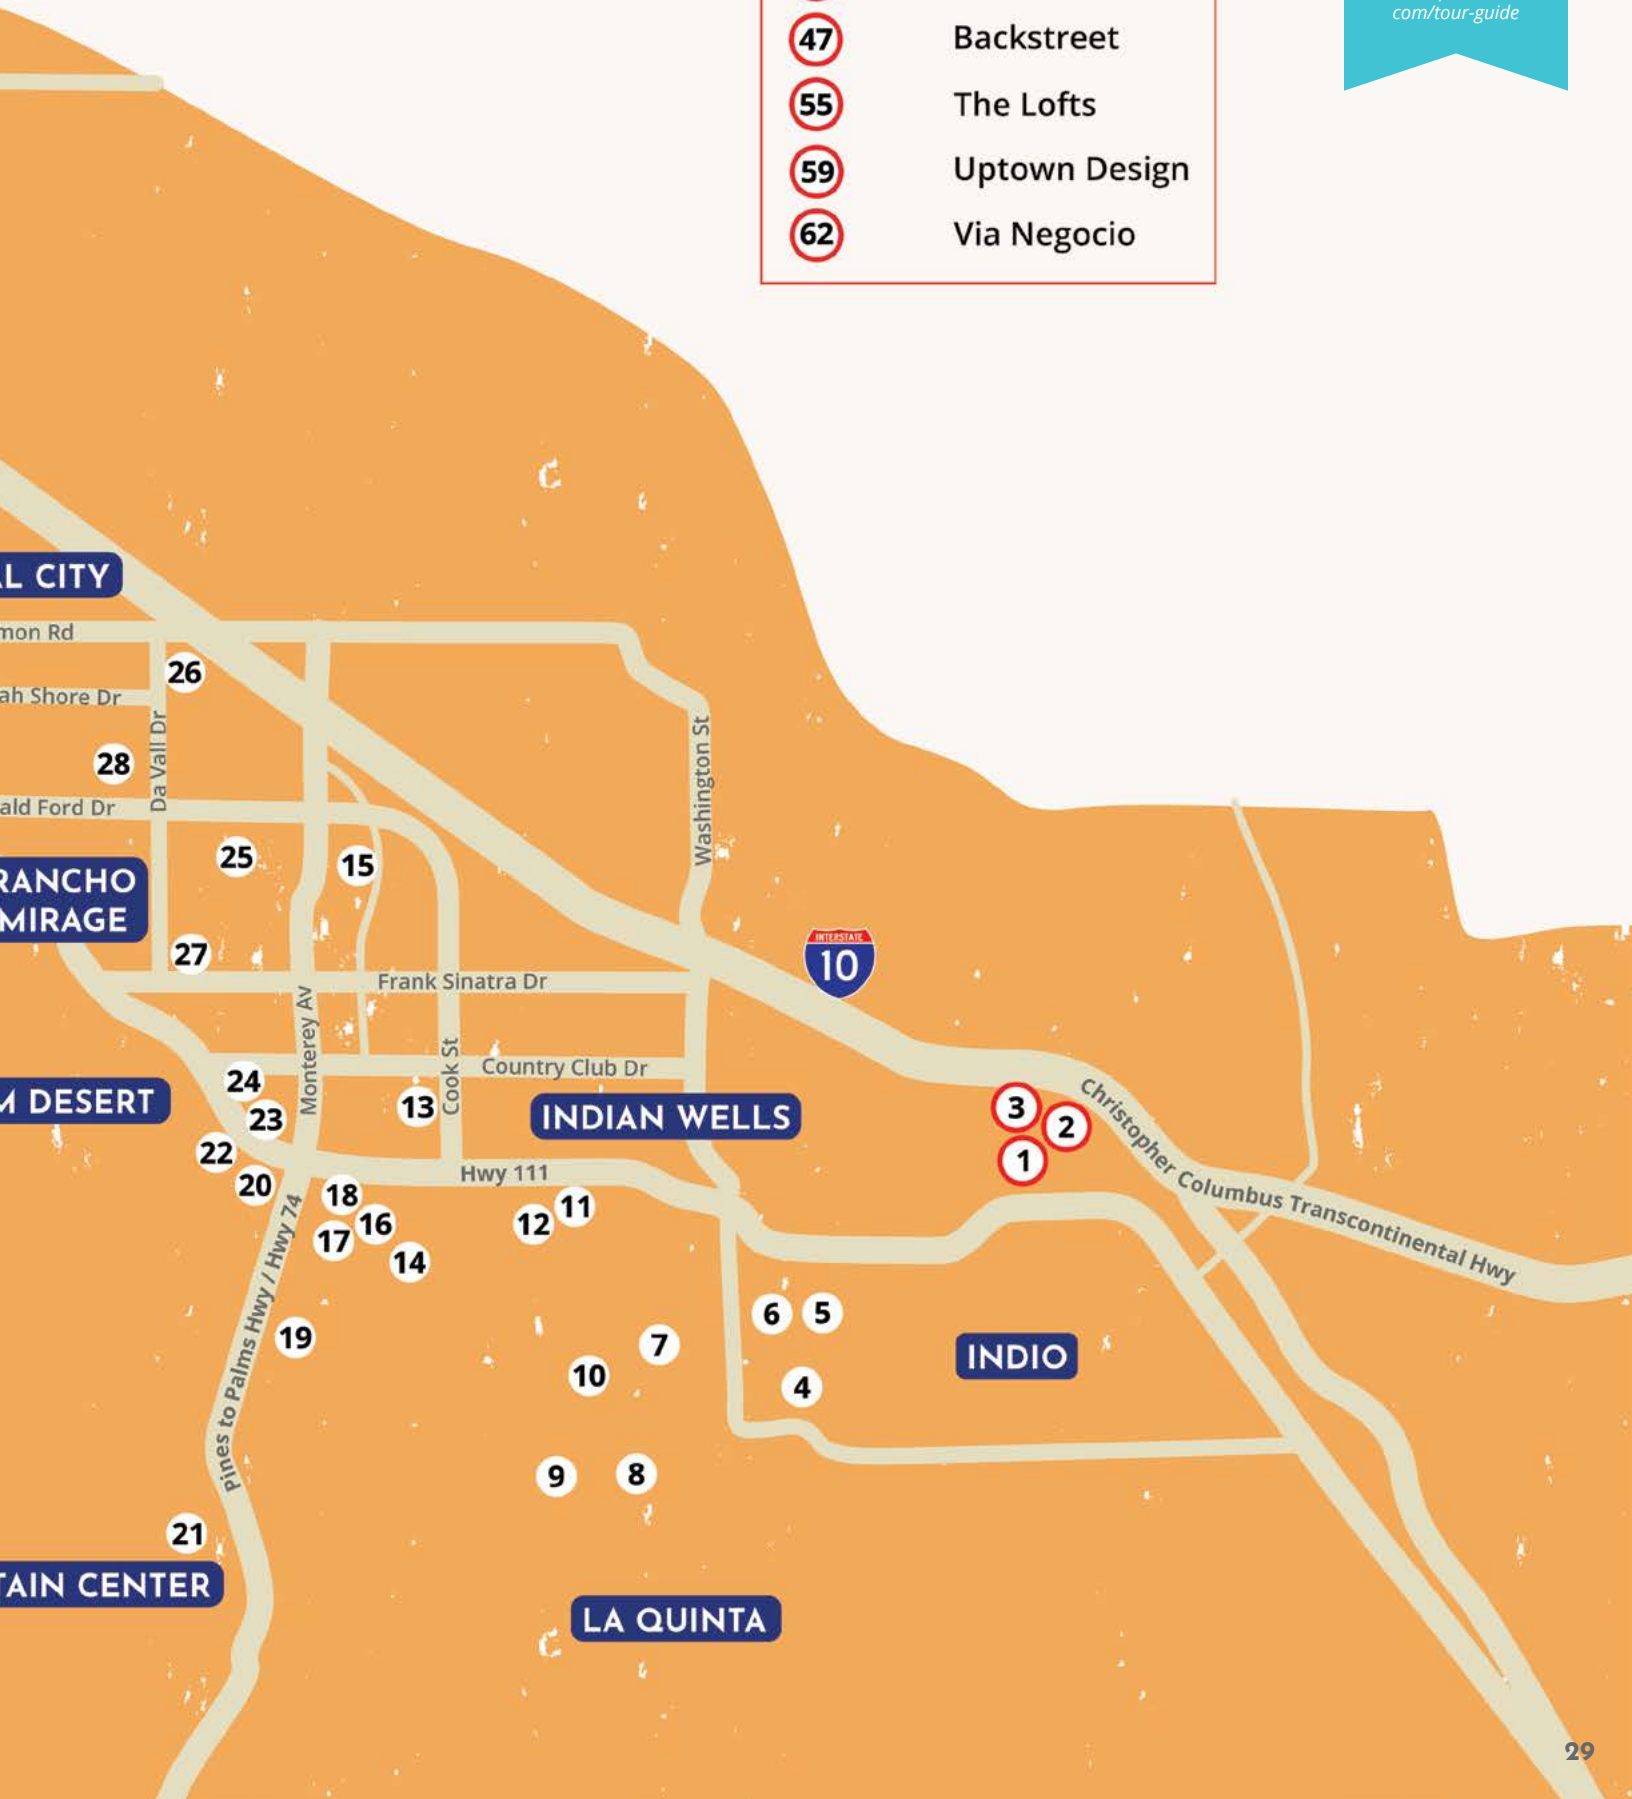 com/tour-guide
47 Backstreet
55 The Lofts
59 Uptown Design
62 Via Negocio
AL CITY
mon Rd
26
ah Shore Dr
Da Vall Dr
28
ald Ford Dr
Washington St
25
15
RANCHO
MIRAGE
27
INTERSTATE
10
Frank Sinatra Dr
Monterey Av
Cook St
Country Club Dr
24
M DESERT
13
23
INDIAN WELLS
3
2
1
Christopher Columbus Transcontinental Hwy
22
Hwy 111
20
18
11
16
12
17
14
Pines to Palms Hwy / Hwy 74
6
5
19
7
INDIO
10
4
9
8
21
TAIN CENTER
LA QUINTA
29